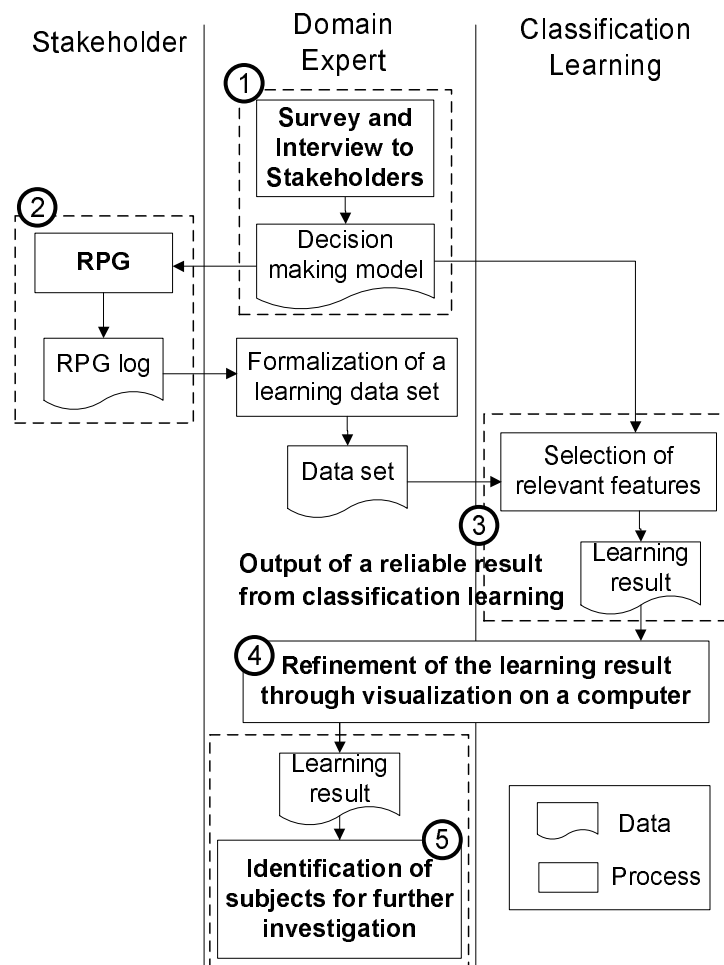 Stakeholder
Domain
Expert
Classification
Learning
1
Survey and
Interview to
Stakeholders
Decision
making model
2
RPG
RPG log
Formalization of a
learning data set
Data set
Selection of
relevant features
3
Learning
result
Output of a reliable result
from classification learning
4
Refinement of the learning result
through visualization on a computer
Learning
result
5
Identification of
subjects for further
investigation
Data
Process